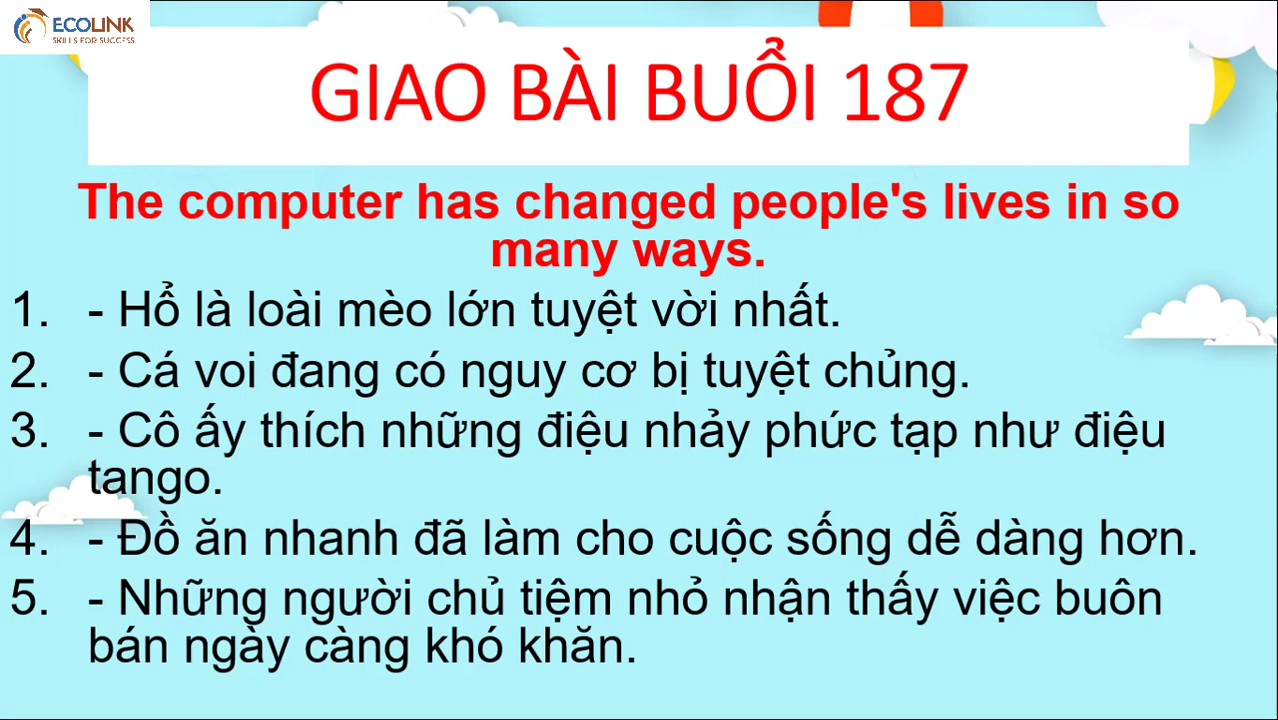 ECOLINK
SKILLS FOR SUCCESS
GIAO BÀI BUỔI 187
The computer has changed people's lives in so
many ways.
1. - Hổ là loài mèo lớn tuyệt vời nhất.
2. - Cá voi đang có nguy cơ bị tuyệt chủng.
3. - Cô ấy thích những điệu nhảy phức tạp như điệu
tango.
4. - Đồ ăn nhanh đã làm cho cuộc sống dễ dàng hơn.
5. - Những người chủ tiệm nhỏ nhận thấy việc buôn
bán ngày càng khó khăn.